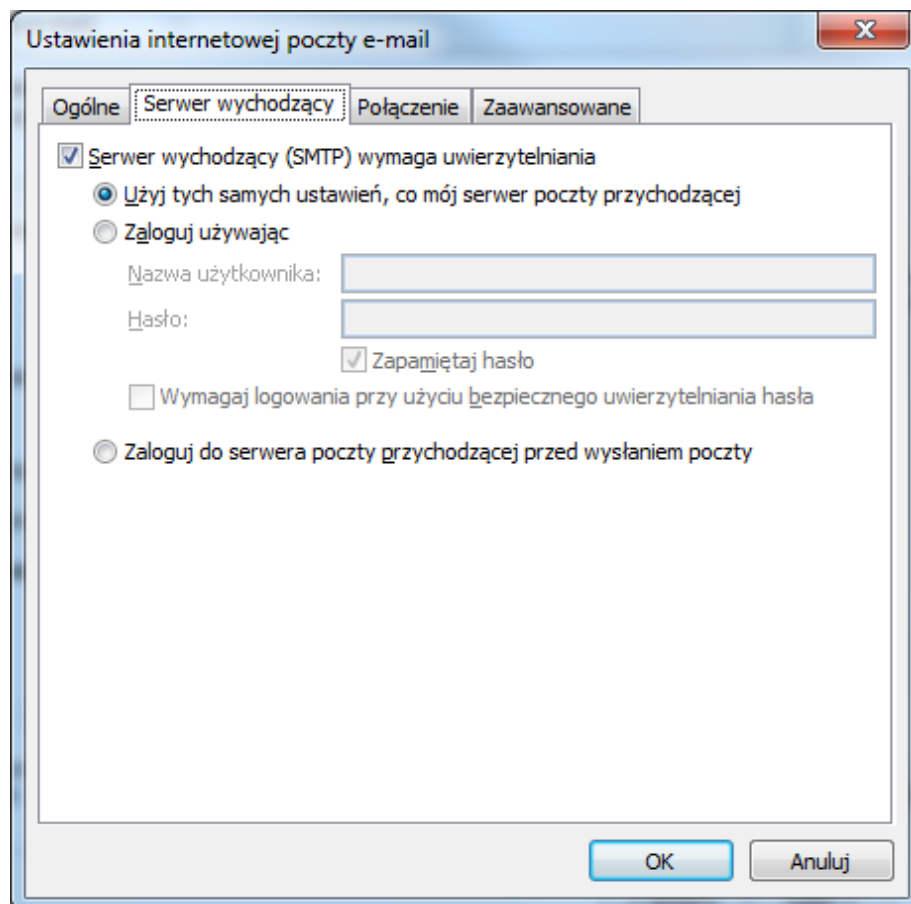 Ustawienia internetowej poczty e-mail
Ogólne Serwer wychodzący Połączenie Zaawansowane
Serwer wychodzący (SMTP) wymaga uwierzytelniania
Użyj tych samych ustawień, co mój serwer poczty przychodzącej
Zaloguj używając
Nazwa użytkownika:
Hasło:
Zapamiętaj hasło
Wymagaj logowania przy użyciu bezpiecznego uwierzytelniania hasła
Zaloguj do serwera poczty przychodzącej przed wysłaniem poczty
OK Anuluj